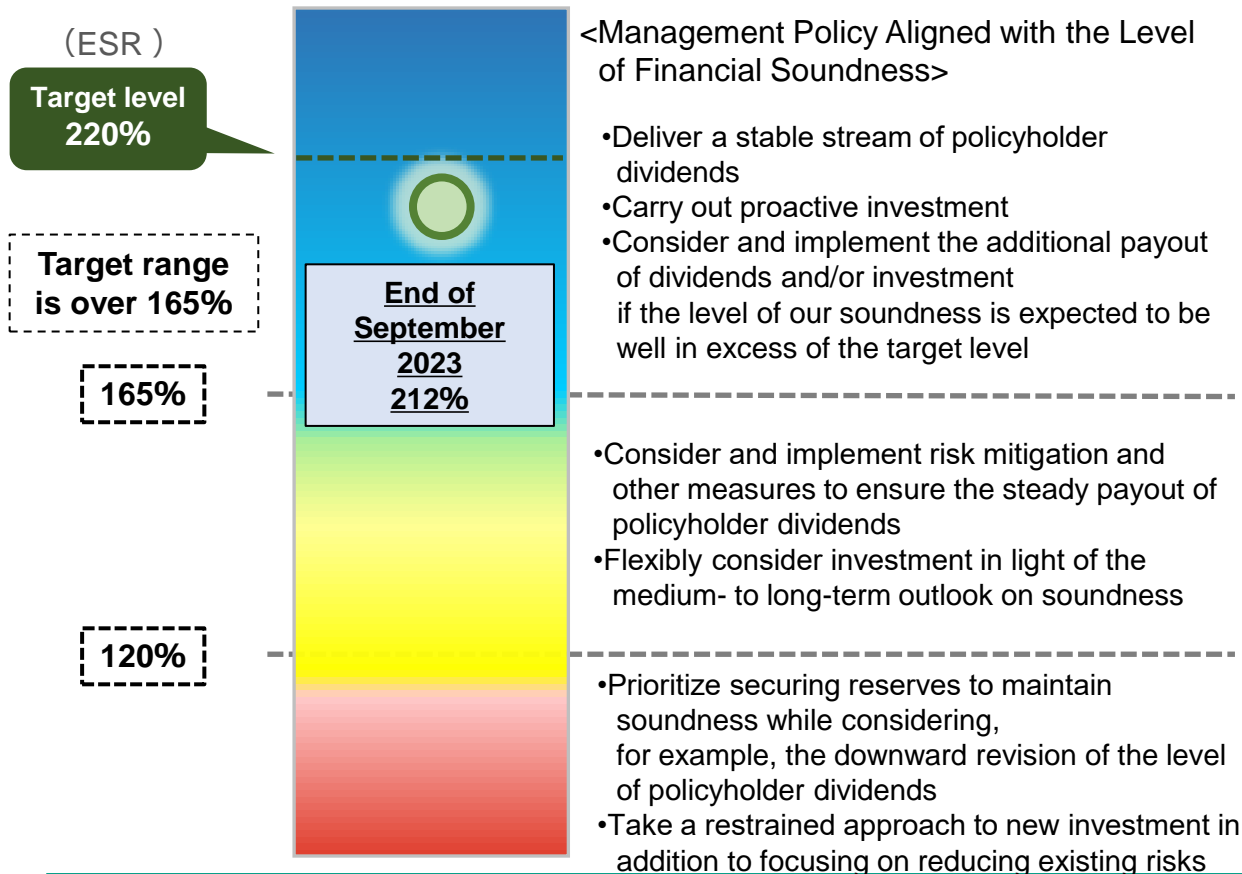 （ESR ）
Target level
220%
Target range
is over 165%
165%
120%
End of
September
2023
212%
<Management Policy Aligned with the Level
of Financial Soundness>
•Deliver a stable stream of policyholder
dividends
•Carry out proactive investment
•Consider and implement the additional payout
of dividends and/or investment
if the level of our soundness is expected to be
well in excess of the target level
•Consider and implement risk mitigation and
other measures to ensure the steady payout of
policyholder dividends
•Flexibly consider investment in light of the
medium- to long-term outlook on soundness
•Prioritize securing reserves to maintain
soundness while considering,
for example, the downward revision of the level
of policyholder dividends
•Take a restrained approach to new investment in
addition to focusing on reducing existing risks